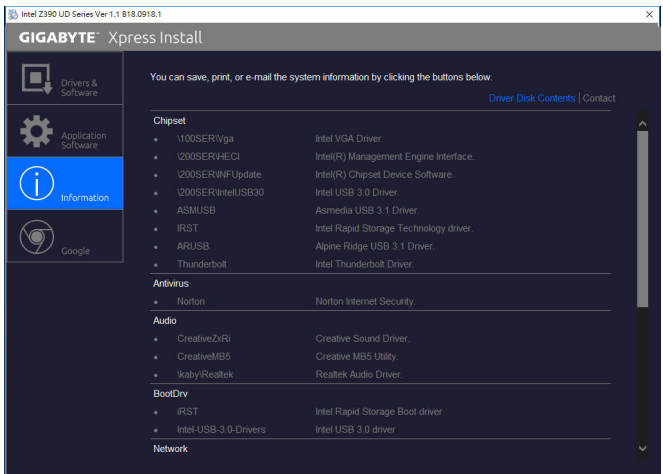 Intel Z390 UD Series Ver 1.1 B18.0918.1
GIGABYTE™ Xpress Install
Drivers &
Software
Application
Software
Information
Google
You can save, print, or e-mail the system information by clicking the buttons below.
Driver Disk Contents | Contact
Chipset
• \100SER\Vga Intel VGA Driver.
• \200SER\HECI Intel(R) Management Engine Interface.
• \200SER\INFUpdate Intel(R) Chipset Device Software.
• \200SER\IntelUSB30 Intel USB 3.0 Driver.
• ASMUSB Asmedia USB 3.1 Driver.
• IRST Intel Rapid Storage Technology driver.
• ARUSB Alpine Ridge USB 3.1 Driver.
• Thunderbolt Intel Thunderbolt Driver.
Antivirus
• Norton Norton Internet Security.
Audio
• CreativeZxRi Creative Sound Driver.
• CreativeMB5 Creative MB5 Utility.
• \kaby\Realtek Realtek Audio Driver.
BootDrv
• iRST Intel Rapid Storage Boot driver
• Intel-USB-3.0-Drivers Intel USB 3.0 driver
Network